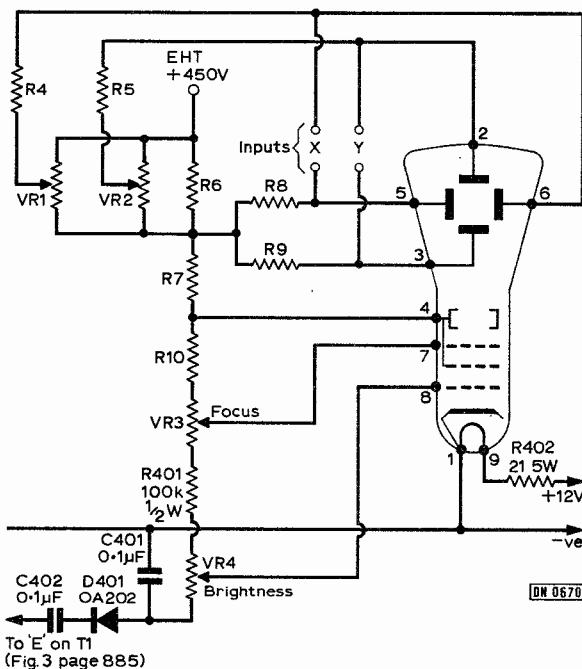 EHT
+450V
R4
R5
VR1
VR2
R6
Inputs
X
Y
2
R8
5
6
R9
3
R7
4
R10
7
8
VR3
Focus
R401
100k
½W
1
9
R402
21 5W
+12V
-ve
C401
0·1µF
C402
0·1µF
D401
OA202
VR4
Brightness
DN 0670
To 'E' on T1
(Fig.3 page 885)